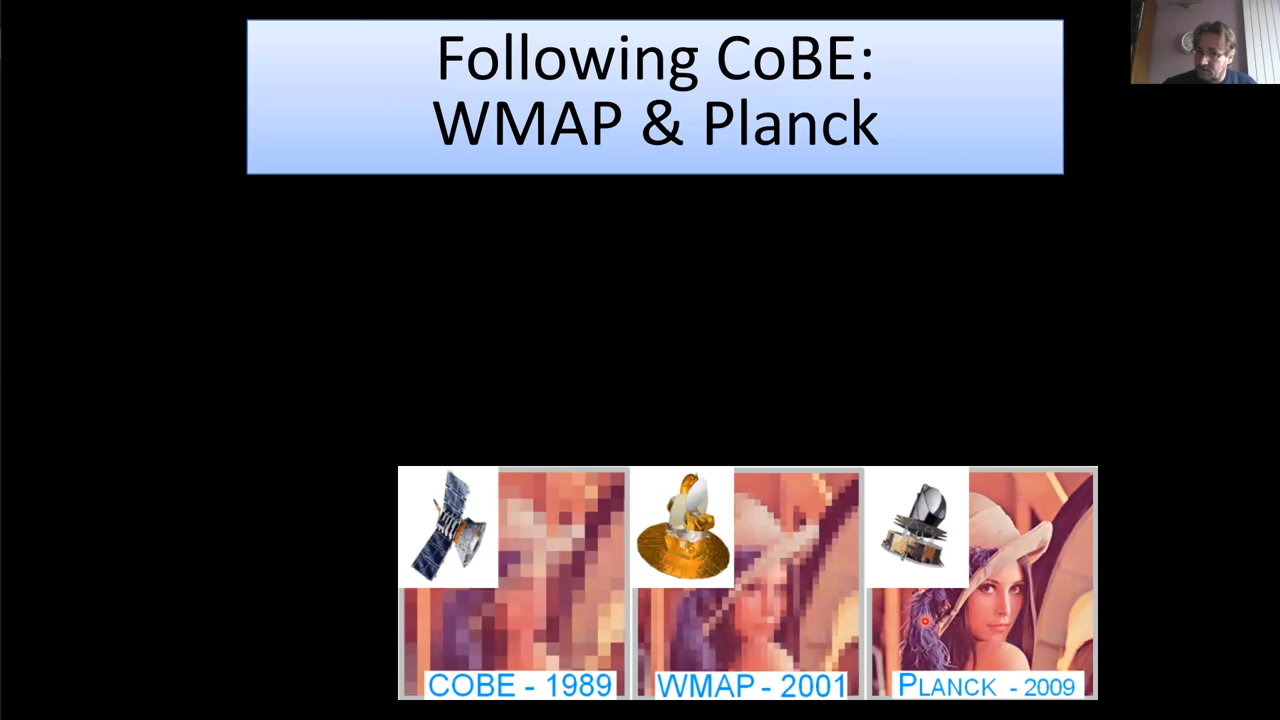 Following CoBE:
WMAP & Planck
COBE - 1989
WMAP - 2001
PLANCK - 2009